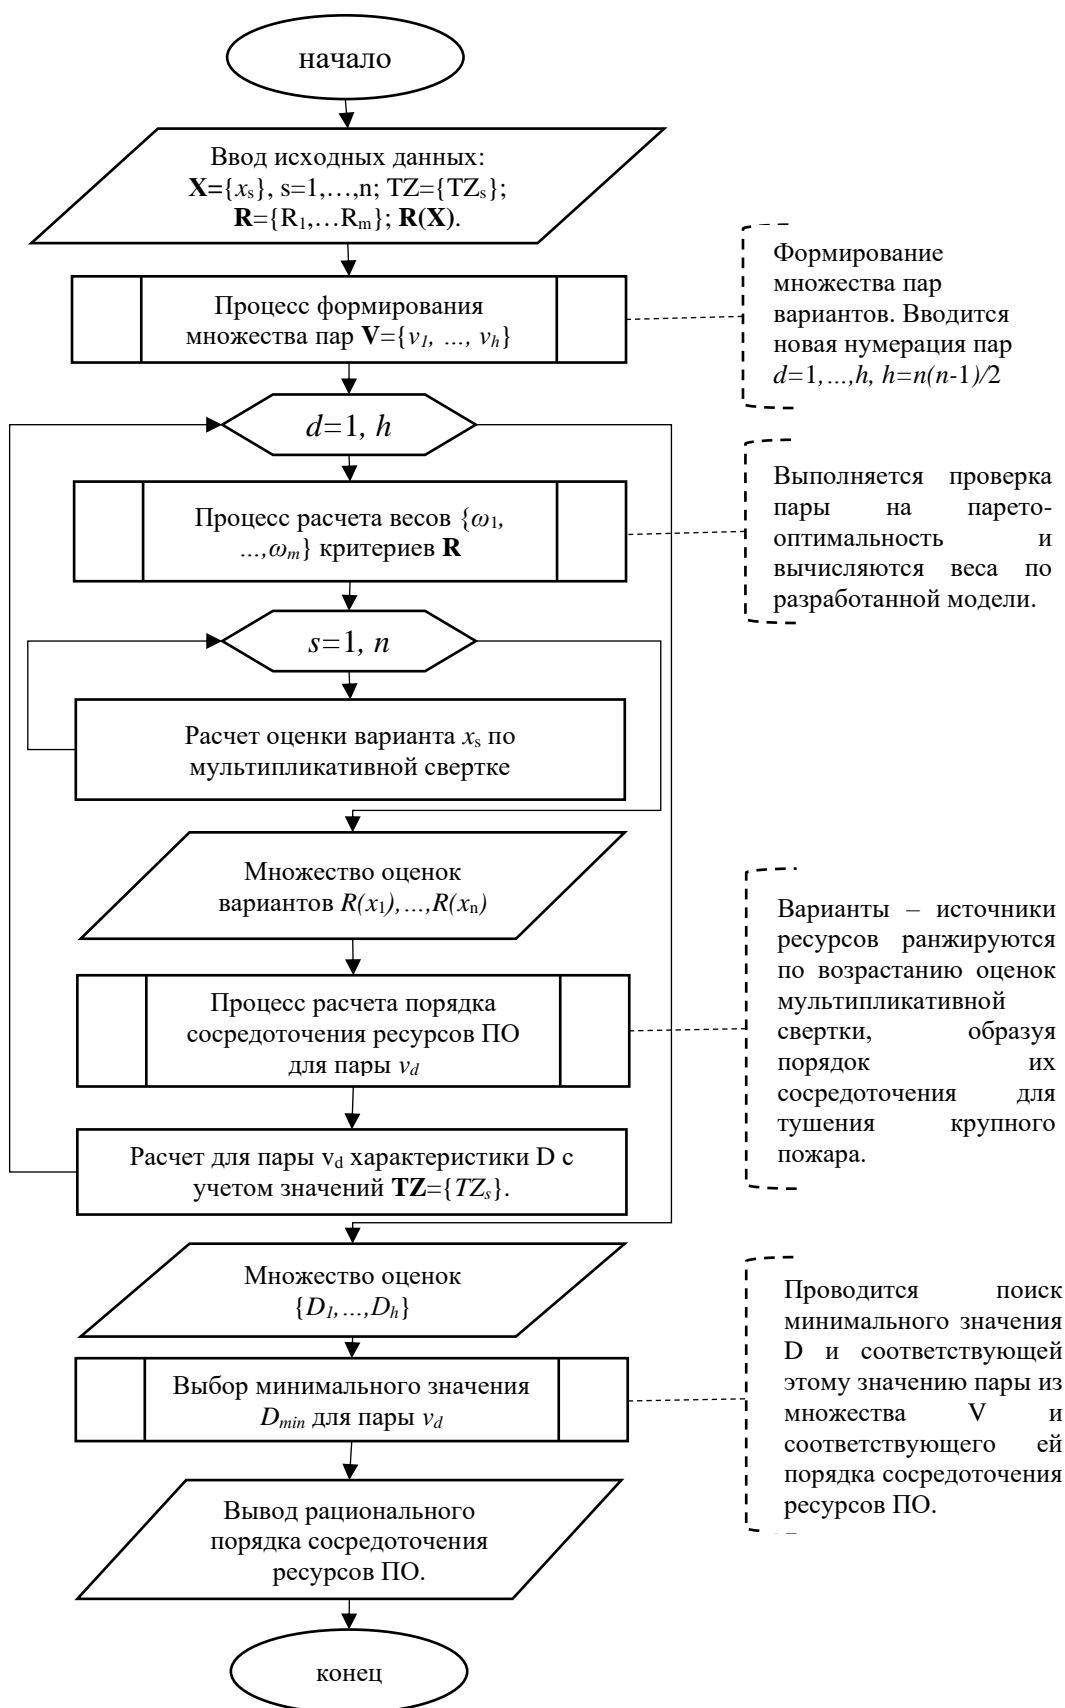 начало
Ввод исходных данных:
X={xs}, s=1,…,n; TZ={TZs};
R={R1,…Rm}; R(X).
Формирование
множества пар
вариантов. Вводится
новая нумерация пар
d=1,…,h, h=n(n-1)/2
Процесс формирования
множества пар V={v1, …, vh}
d=1, h
Выполняется проверка
пары на парето-
оптимальность и
вычисляются веса по
разработанной модели.
Процесс расчета весов {ω1,
…,ωm} критериев R
s=1, n
Расчет оценки варианта xs по
мультипликативной свертке
Множество оценок
вариантов R(x1),…,R(xn)
Варианты – источники
ресурсов ранжируются
по возрастанию оценок
мультипликативной
свертки, образуя
порядок их
сосредоточения для
тушения крупного
пожара.
Процесс расчета порядка
сосредоточения ресурсов ПО
для пары vd
Расчет для пары vd характеристики D с
учетом значений TZ={TZs}.
Множество оценок
{D1,…,Dh}
Проводится поиск
минимального значения
D и соответствующей
этому значению пары из
множества V и
соответствующего ей
порядка сосредоточения
ресурсов ПО.
Выбор минимального значения
Dmin для пары vd
Вывод рационального
порядка сосредоточения
ресурсов ПО.
конец